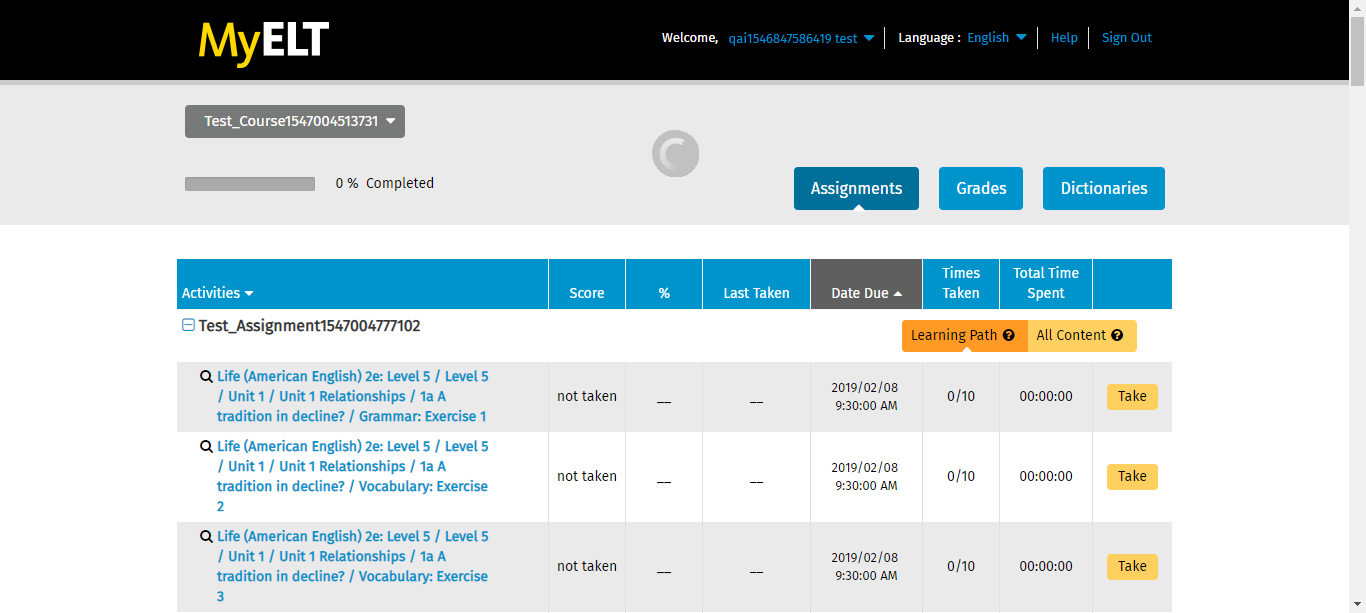 MyELT
Welcome, qai1546847586419 test
Language : English
Help
Sign Out
Test_Course1547004513731
0 % Completed
Assignments
Grades
Dictionaries
Activities
Score
%
Last Taken
Date Due
Times
Taken
Total Time
Spent
Test_Assignment1547004777102
Learning Path ?
All Content ?
Life (American English) 2e: Level 5 / Level 5
/ Unit 1 / Unit 1 Relationships / 1a A
tradition in decline? / Grammar: Exercise 1
not taken
__
__
2019/02/08
9:30:00 AM
0/10
00:00:00
Take
Life (American English) 2e: Level 5 / Level 5
/ Unit 1 / Unit 1 Relationships / 1a A
tradition in decline? / Vocabulary: Exercise
2
not taken
__
__
2019/02/08
9:30:00 AM
0/10
00:00:00
Take
Life (American English) 2e: Level 5 / Level 5
/ Unit 1 / Unit 1 Relationships / 1a A
tradition in decline? / Vocabulary: Exercise
3
not taken
__
__
2019/02/08
9:30:00 AM
0/10
00:00:00
Take